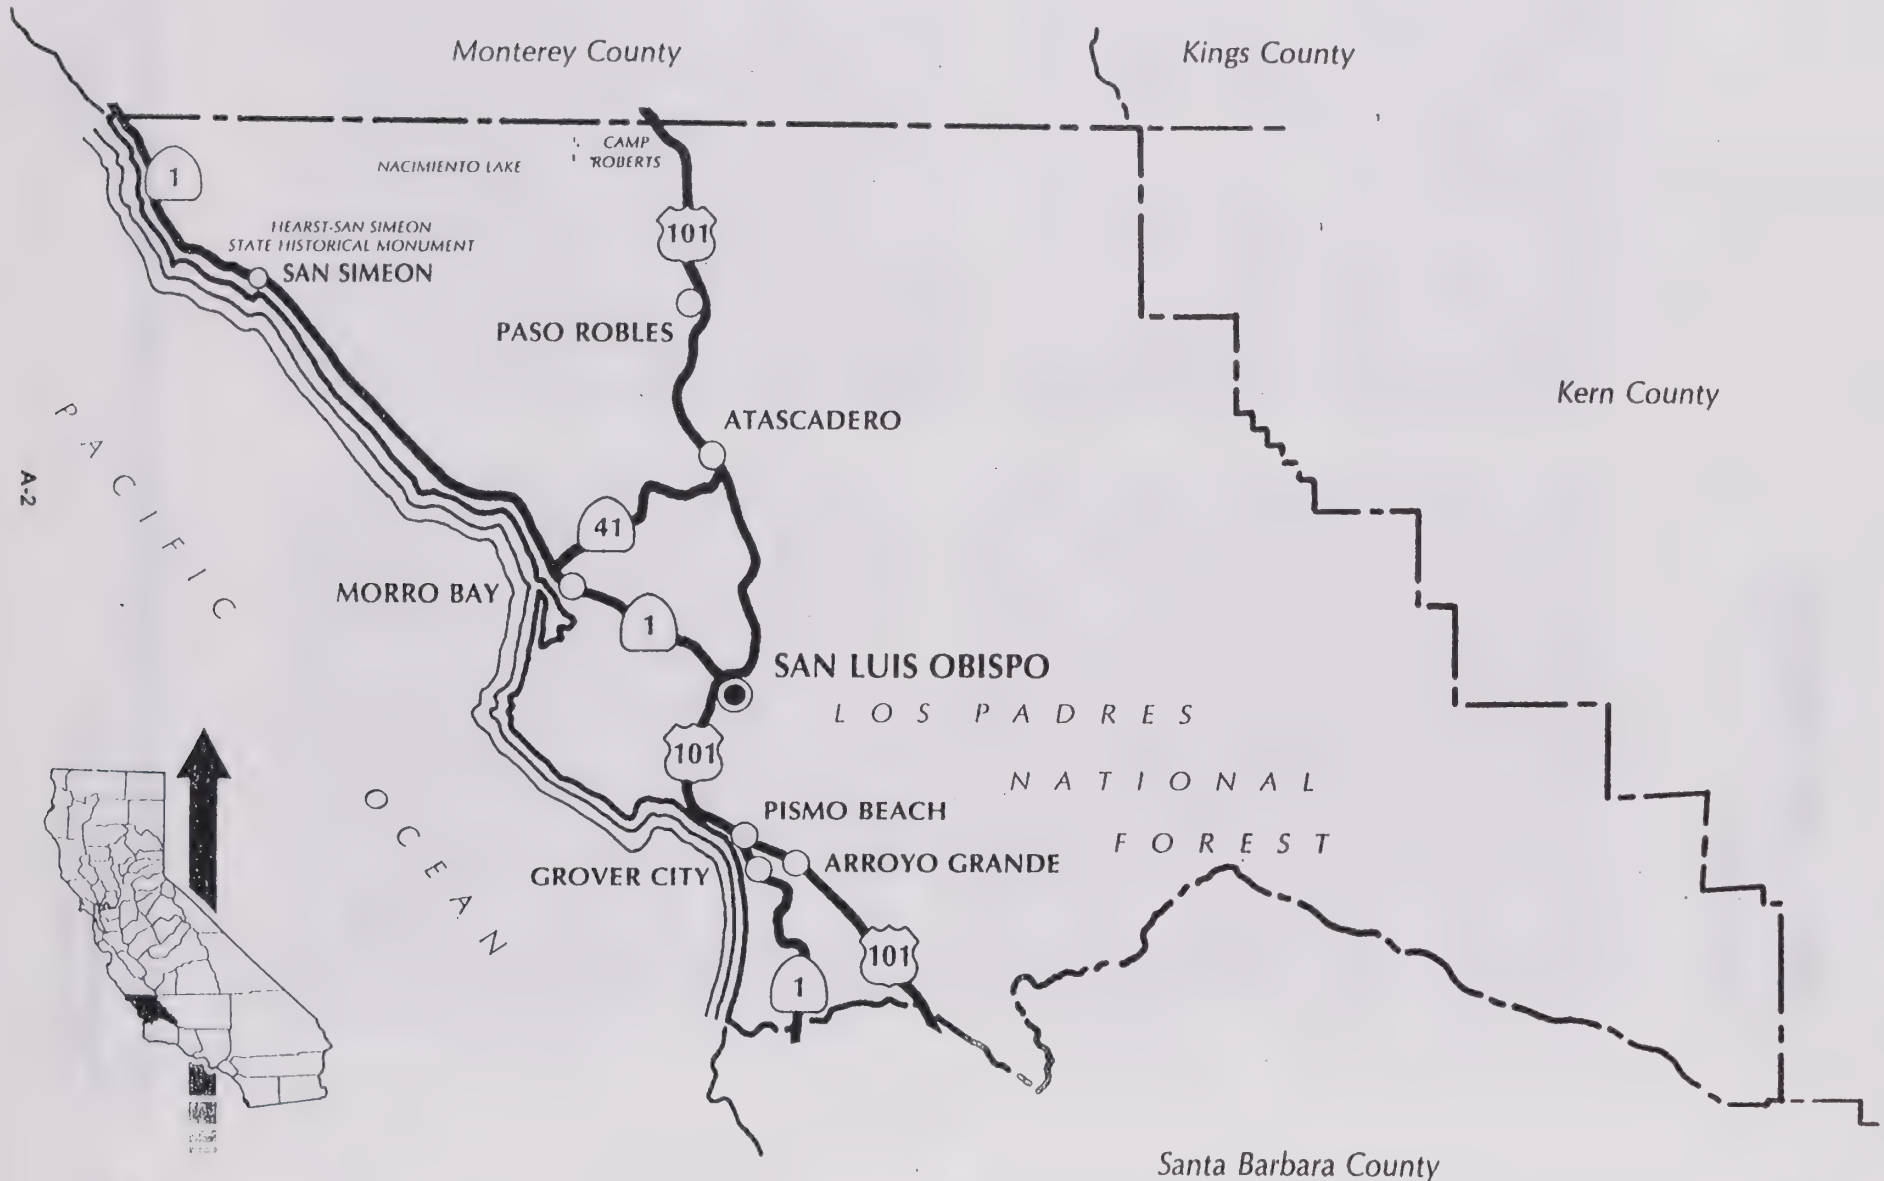 Monterey County
Kings County
CAMP
ROBERTS
NACIMIENTO LAKE
1
101
HEARST-SAN SIMEON
STATE HISTORICAL MONUMENT
SAN SIMEON
PASO ROBLES
Kern County
ATASCADERO
A-2
PACIFIC
41
MORRO BAY
1
SAN LUIS OBISPO
LOS PADRES
101
NATIONAL
OCEAN
PISMO BEACH
FOREST
GROVER CITY
ARROYO GRANDE
101
1
Santa Barbara County